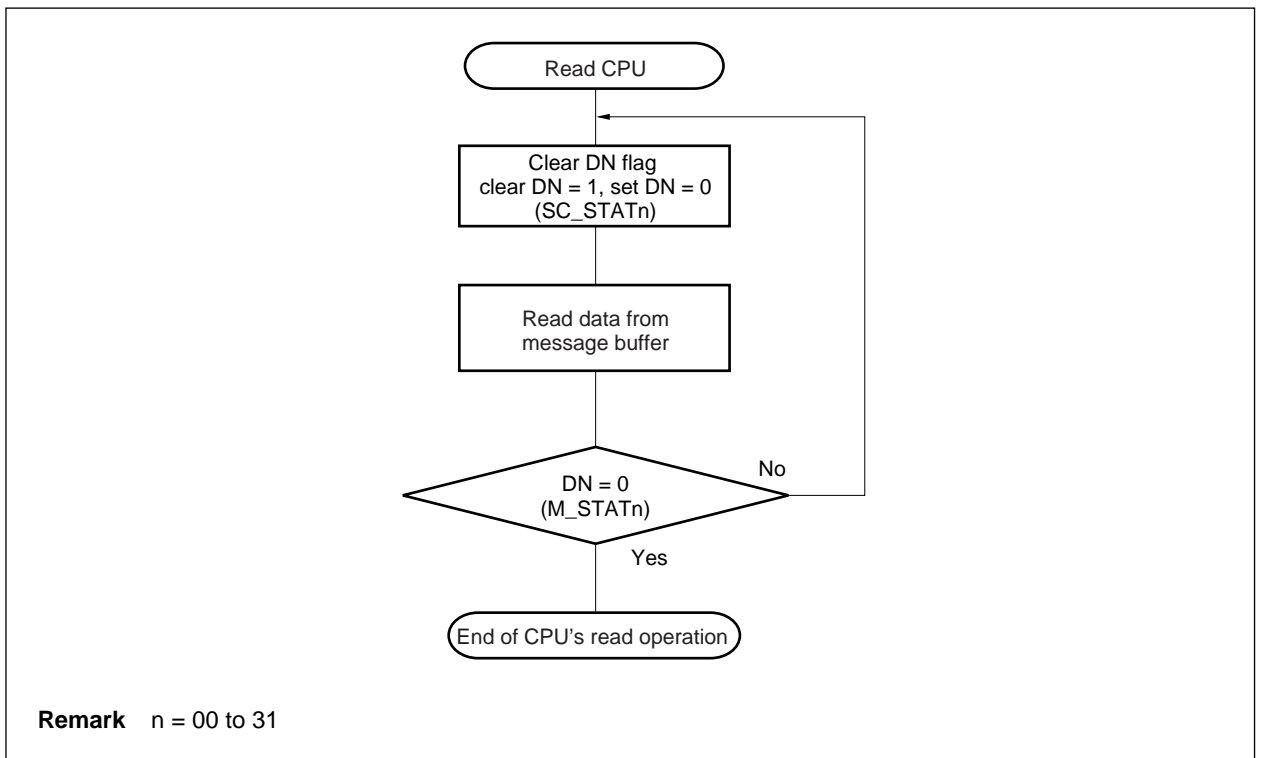 Read CPU
Clear DN flag
clear DN = 1, set DN = 0
(SC_STATn)
Read data from
message buffer
DN = 0
(M_STATn)
No
Yes
End of CPU's read operation
Remark n = 00 to 31